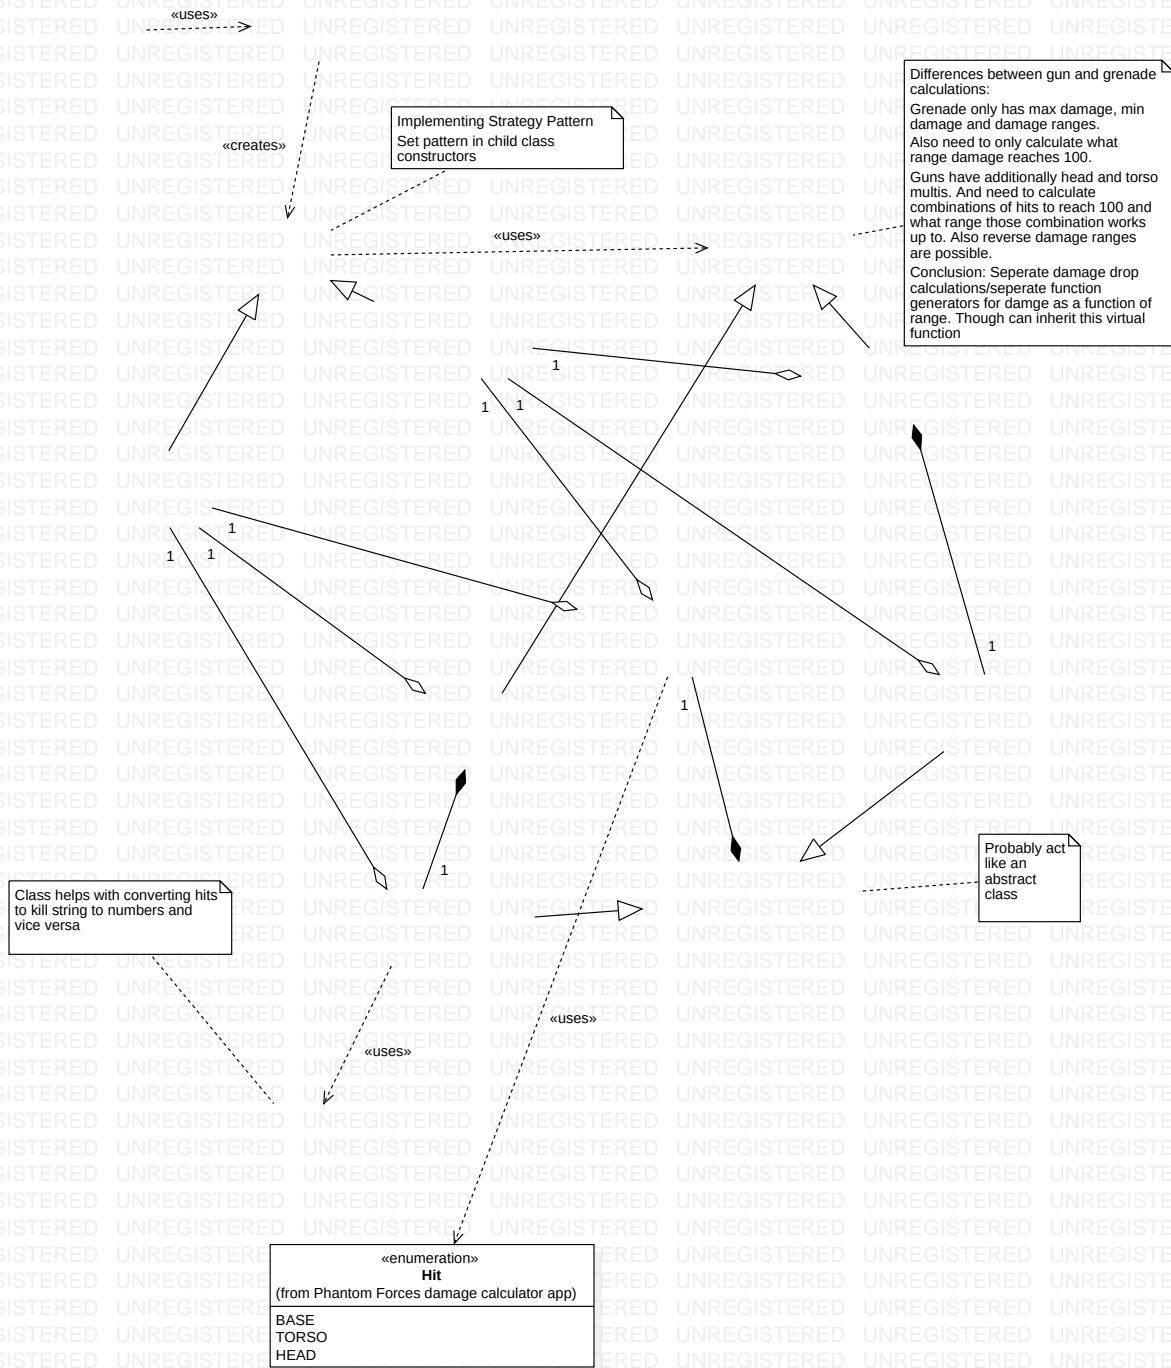 «uses»
Differences between gun and grenade
calculations:
Grenade only has max damage, min
damage and damage ranges.
Also need to only calculate what
range damage reaches 100.
Guns have additionally head and torso
multis. And need to calculate
combinations of hits to reach 100 and
what range those combination works
up to. Also reverse damage ranges
are possible.
Conclusion: Seperate damage drop
calculations/seperate function
generators for damge as a function of
range. Though can inherit this virtual
function
Implementing Strategy Pattern
Set pattern in child class
constructors
«creates»
«uses»
1
1
1
1
1
1
1
1
1
Probably act
like an
abstract
class
1
Class helps with converting hits
to kill string to numbers and
vice versa
«uses»
«uses»
«enumeration»
Hit
(from Phantom Forces damage calculator app)
BASE
TORSO
HEAD
UNREGISTERED